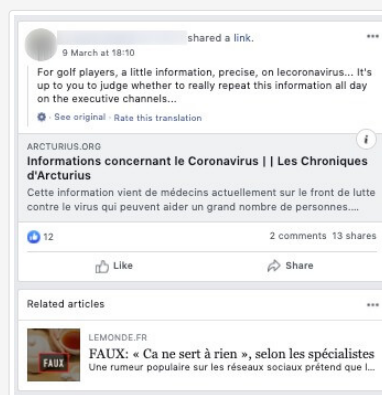 shared a link.
9 March at 18:10
For golf players, a little information, precise, on lecoronavirus... It's
up to you to judge whether to really repeat this information all day
on the executive channels...
· See original · Rate this translation
i
ARCTURIUS.ORG
Informations concernant le Coronavirus | | Les Chroniques
d'Arcturius
Cette information vient de médecins actuellement sur le front de lutte
contre le virus qui peuvent aider un grand nombre de personnes....
12
2 comments 13 shares
Like
Share
Related articles
LEMONDE.FR
FAUX
FAUX: « Ca ne sert à rien », selon les spécialistes
Une rumeur populaire sur les réseaux sociaux prétend que l...